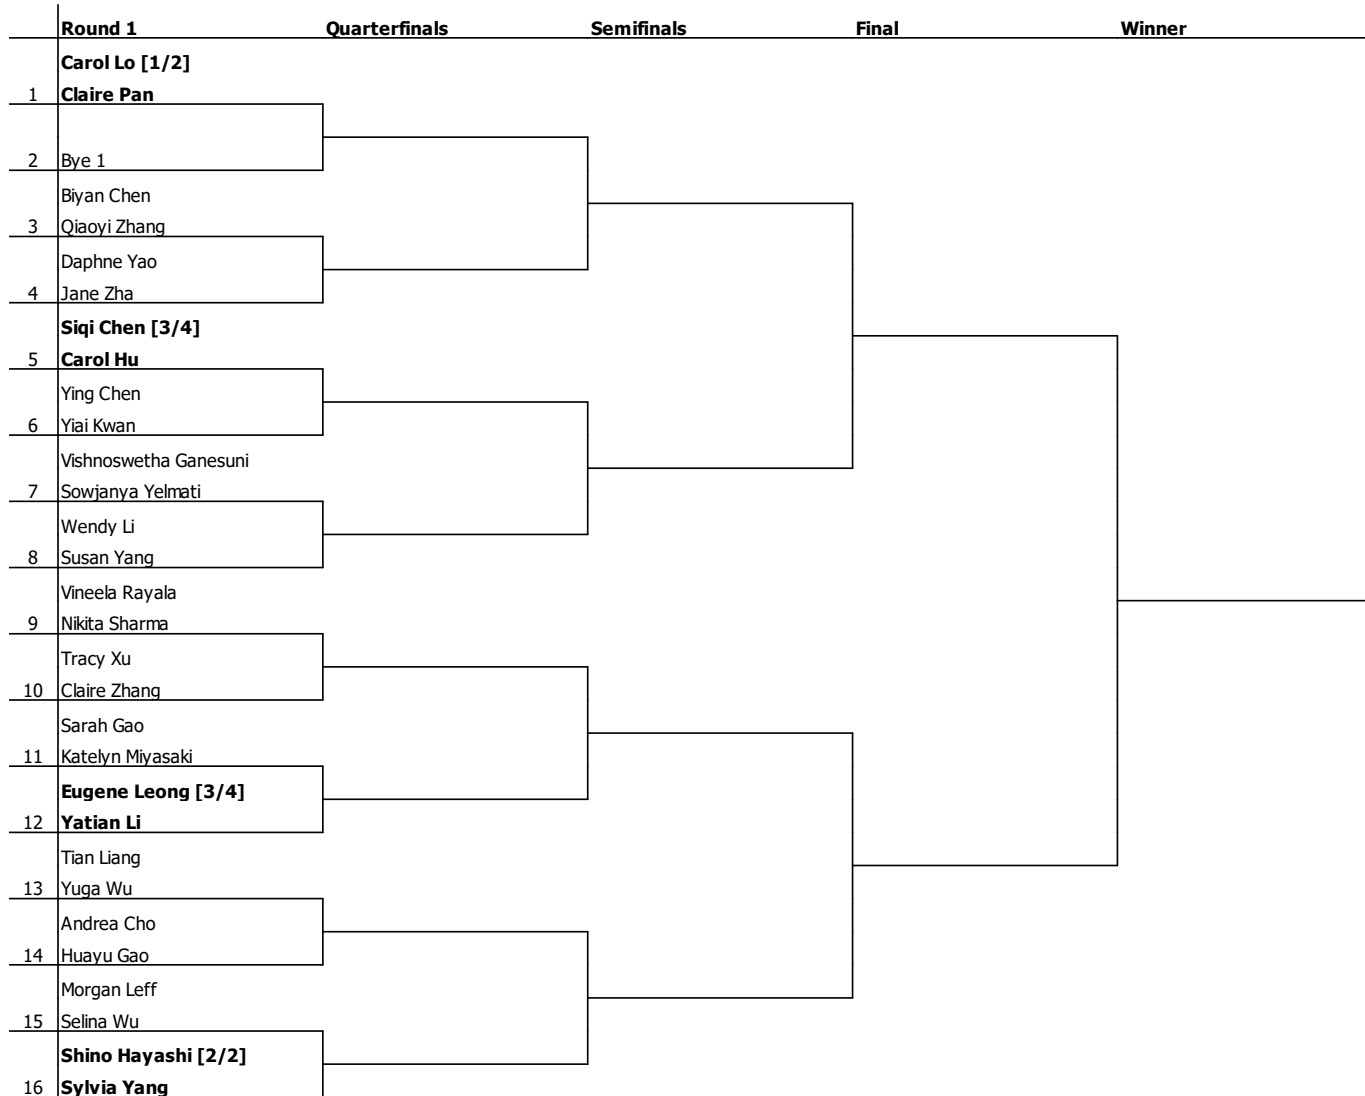 Round 1 Quarterfinals Semifinals Final Winner
Carol Lo [1/2]
1 Claire Pan
2 Bye 1
Biyan Chen
3 Qiaoyi Zhang
Daphne Yao
4 Jane Zha
Siqi Chen [3/4]
5 Carol Hu
Ying Chen
6 Yiai Kwan
Vishnoswetha Ganesuni
7 Sowjanya Yelmati
Wendy Li
8 Susan Yang
Vineela Rayala
9 Nikita Sharma
Tracy Xu
10 Claire Zhang
Sarah Gao
11 Katelyn Miyasaki
Eugene Leong [3/4]
12 Yatian Li
Tian Liang
13 Yuga Wu
Andrea Cho
14 Huayu Gao
Morgan Leff
15 Selina Wu
Shino Hayashi [2/2]
16 Sylvia Yang